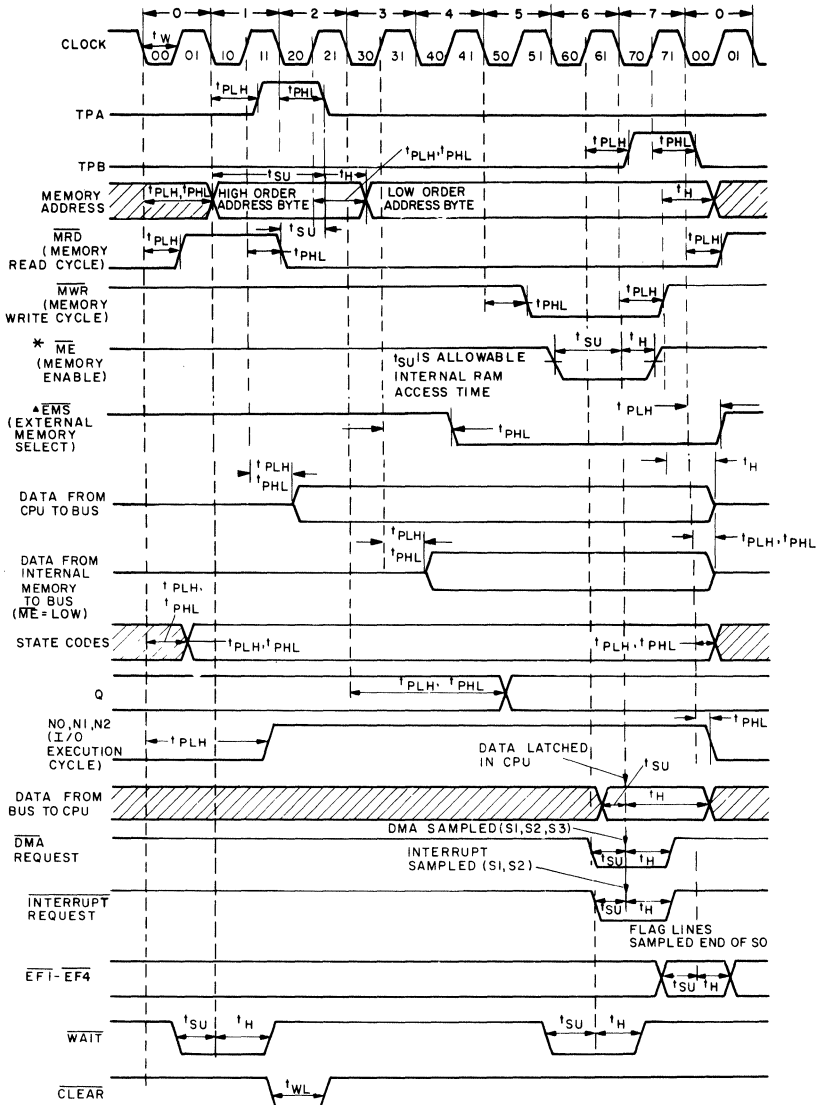 0 1 2 3 4 5 6 7 0
CLOCK
tW
00 01 10 11 20 21 30 31 40 41 50 51 60 61 70 71 00 01
tPLH tPHL
TPA
tPLH tPHL
TPB
tSU tH tPLH, tPHL
MEMORY
ADDRESS
tPLH, tPHL
HIGH ORDER
ADDRESS BYTE
LOW ORDER
ADDRESS BYTE
tH
MRD
(MEMORY
READ CYCLE)
tPLH
tSU
tPHL
tPLH
MWR
(MEMORY
WRITE CYCLE)
tPHL
tPLH
* ME
(MEMORY
ENABLE)
tSU IS ALLOWABLE
INTERNAL RAM
ACCESS TIME
tSU tH
▲EMS
(EXTERNAL
MEMORY
SELECT)
tPHL
tPLH
tH
DATA FROM
CPU TO BUS
tPLH
tPHL
DATA FROM
INTERNAL
MEMORY
TO BUS
(ME=LOW)
tPLH
tPHL
tPLH, tPHL
STATE CODES
tPLH,
tPHL
tPLH, tPHL
tPLH, tPHL
Q
tPLH, tPHL
N0, N1, N2
(I/O
EXECUTION
CYCLE)
tPLH
tPHL
DATA LATCHED
IN CPU
DATA FROM
BUS TO CPU
tSU
tH
DMA
REQUEST
DMA SAMPLED (S1, S2, S3)
tSU tH
INTERRUPT
SAMPLED (S1, S2)
INTERRUPT
REQUEST
tSU tH
FLAG LINES
SAMPLED END OF S0
EF1-EF4
tSU tH
WAIT
tSU tH
tSU tH
CLEAR
tWL